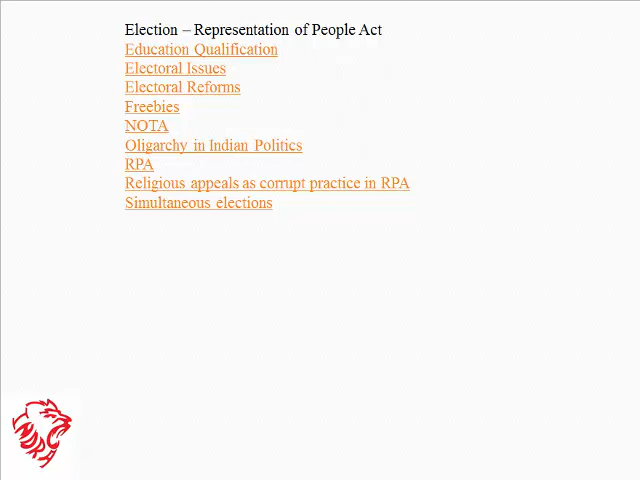 Election – Representation of People Act
Education Qualification
Electoral Issues
Electoral Reforms
Freebies
NOTA
Oligarchy in Indian Politics
RPA
Religious appeals as corrupt practice in RPA
Simultaneous elections